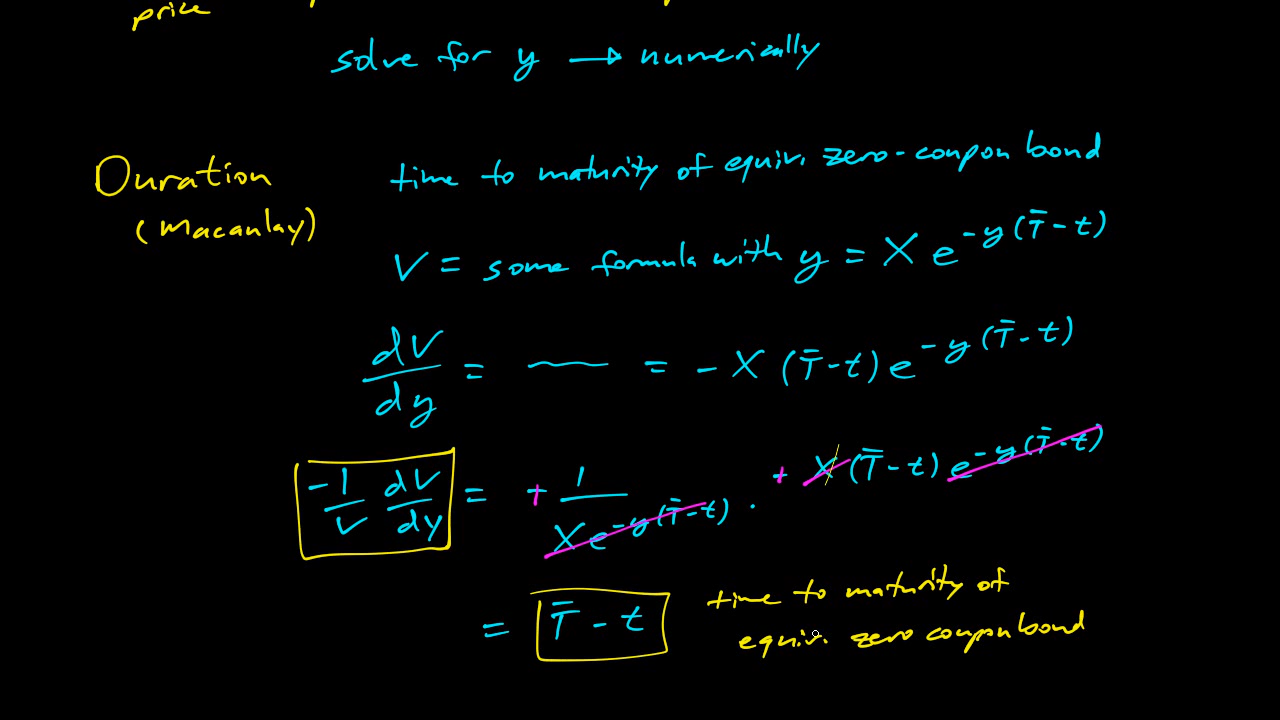 price
solve for y → numerically
Duration
(Macaulay)
time to maturity of equiv. zero-coupon bond
V = some formula with y = X e^{-y(T̄-t)}
dV/dy = ⁓ = - X (T̄-t) e^{-y(T̄-t)}
-1/V dV/dy = + 1/(X e^{-y(T̄-t)}) · + X (T̄-t) e^{-y(T̄-t)}
= T̄ - t
time to maturity of
equiv. zero coupon bond